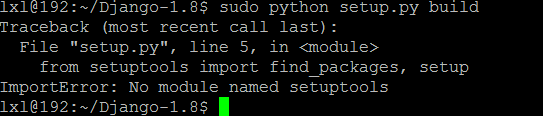 lxl@192:~/Django-1.8$ sudo python setup.py build
Traceback (most recent call last):
  File "setup.py", line 5, in <module>
    from setuptools import find_packages, setup
ImportError: No module named setuptools
lxl@192:~/Django-1.8$